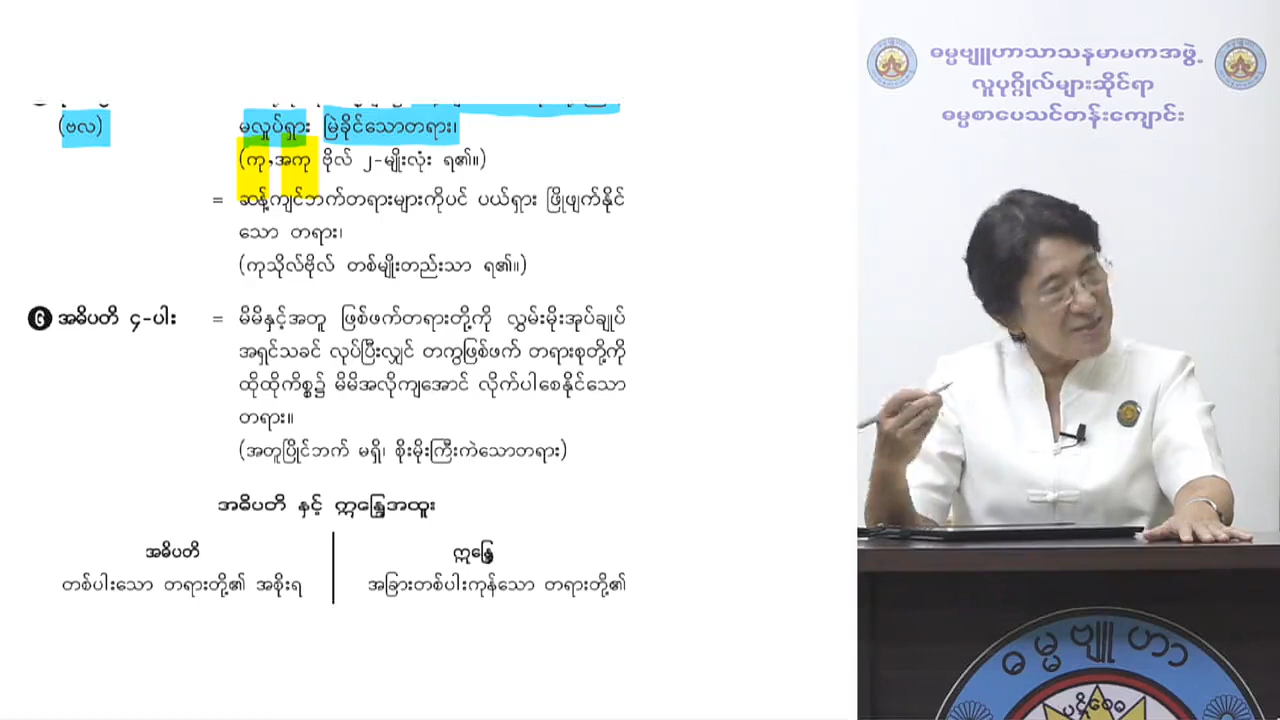 (ဗလ)
မလှုပ်ရှား မြဲခိုင်သောတရား၊
(ကု,အကု ဗိုလ် ၂-မျိုးလုံး ရ၏။)
= ဆန့်ကျင်ဘက်တရားများကိုပင် ပယ်ရှား ဖြိုဖျက်နိုင်
သော တရား၊
(ကုသိုလ်ဗိုလ် တစ်မျိုးတည်းသာ ရ၏။)
❻ အဓိပတိ ၄-ပါး = မိမိနှင့်အတူ ဖြစ်ဖက်တရားတို့ကို လွှမ်းမိုးအုပ်ချုပ်
အရှင်သခင် လုပ်ပြီးလျှင် တကွဖြစ်ဖက် တရားစုတို့ကို
ထိုထိုကိစ္စ၌ မိမိအလိုကျအောင် လိုက်ပါစေနိုင်သော
တရား။
(အတူပြိုင်ဘက် မရှိ၊ စိုးမိုးကြီးကဲသောတရား)
အဓိပတိ နှင့် ဣန္ဒြေအထူး
အဓိပတိ ဣန္ဒြေ
တစ်ပါးသော တရားတို့၏ အစိုးရ အခြားတစ်ပါးကုန်သော တရားတို့၏
ဓမ္မဗျူဟာသာသနမာမကအဖွဲ့
လူပုဂ္ဂိုလ်များဆိုင်ရာ
ဓမ္မစာပေသင်တန်းကျောင်း
ဓမ္မဗျူဟာ
ပဋိဝေဓ